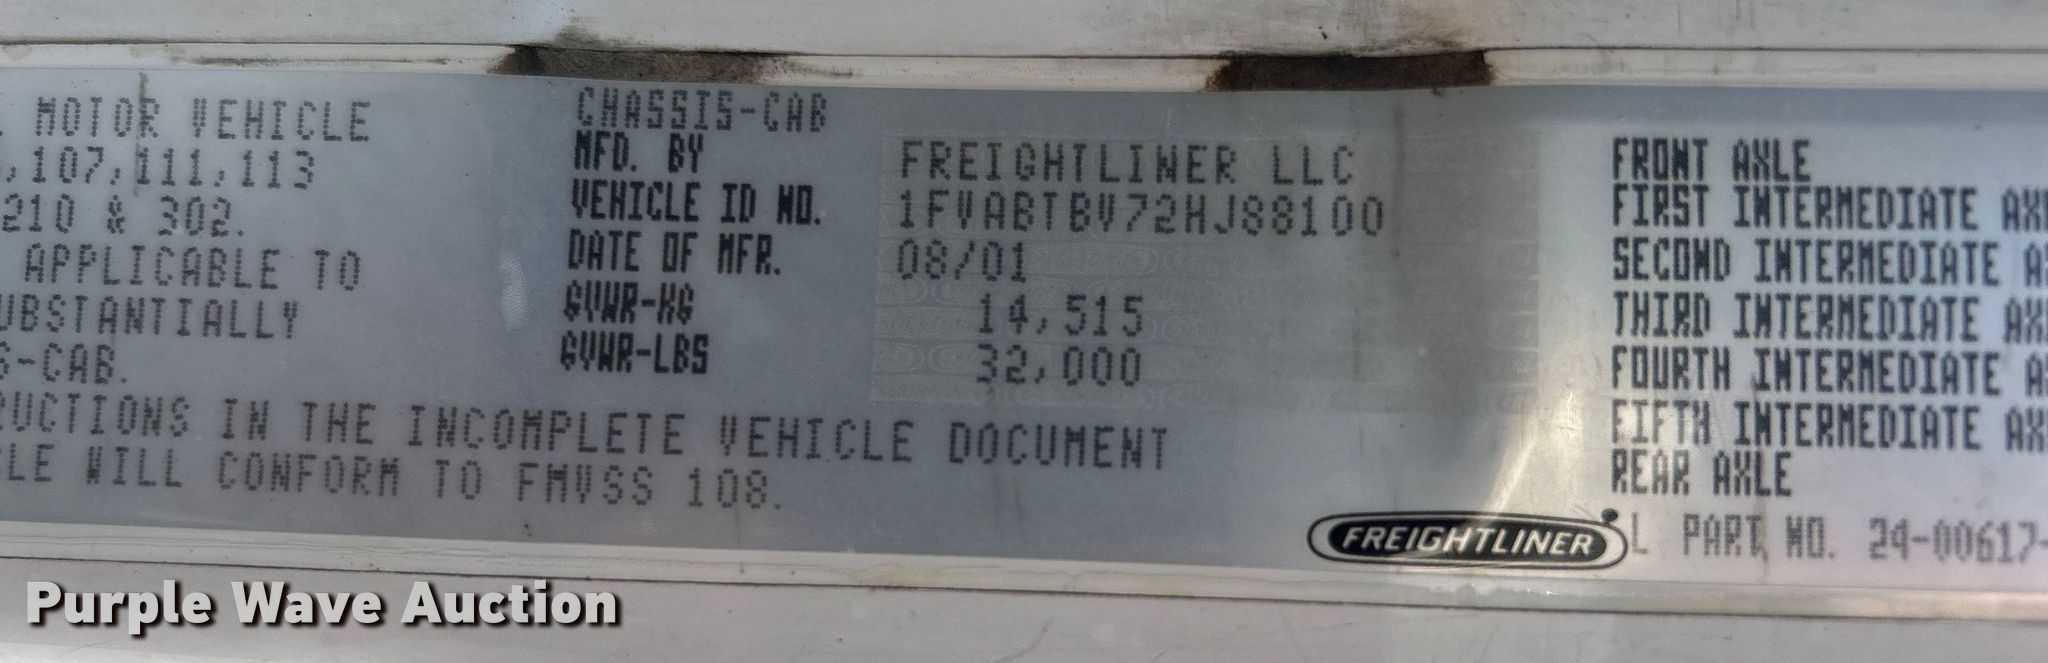 MOTOR VEHICLE
107,111,113
210 & 302.
APPLICABLE TO
UBSTANTIALLY
S-CAB.
RUCTIONS IN THE INCOMPLETE VEHICLE DOCUMENT
LE WILL CONFORM TO FMVSS 108.
CHASSIS-CAB
MFD. BY FREIGHTLINER LLC
VEHICLE ID NO. 1FVABTBV72HJ88100
DATE OF MFR. 08/01
GVWR-KG 14,515
GVWR-LBS 32,000
FRONT AXLE
FIRST INTERMEDIATE AX
SECOND INTERMEDIATE A
THIRD INTERMEDIATE AX
FOURTH INTERMEDIATE A
FIFTH INTERMEDIATE AX
REAR AXLE
FREIGHTLINER
L PART NO. 24-00617-
Purple Wave Auction